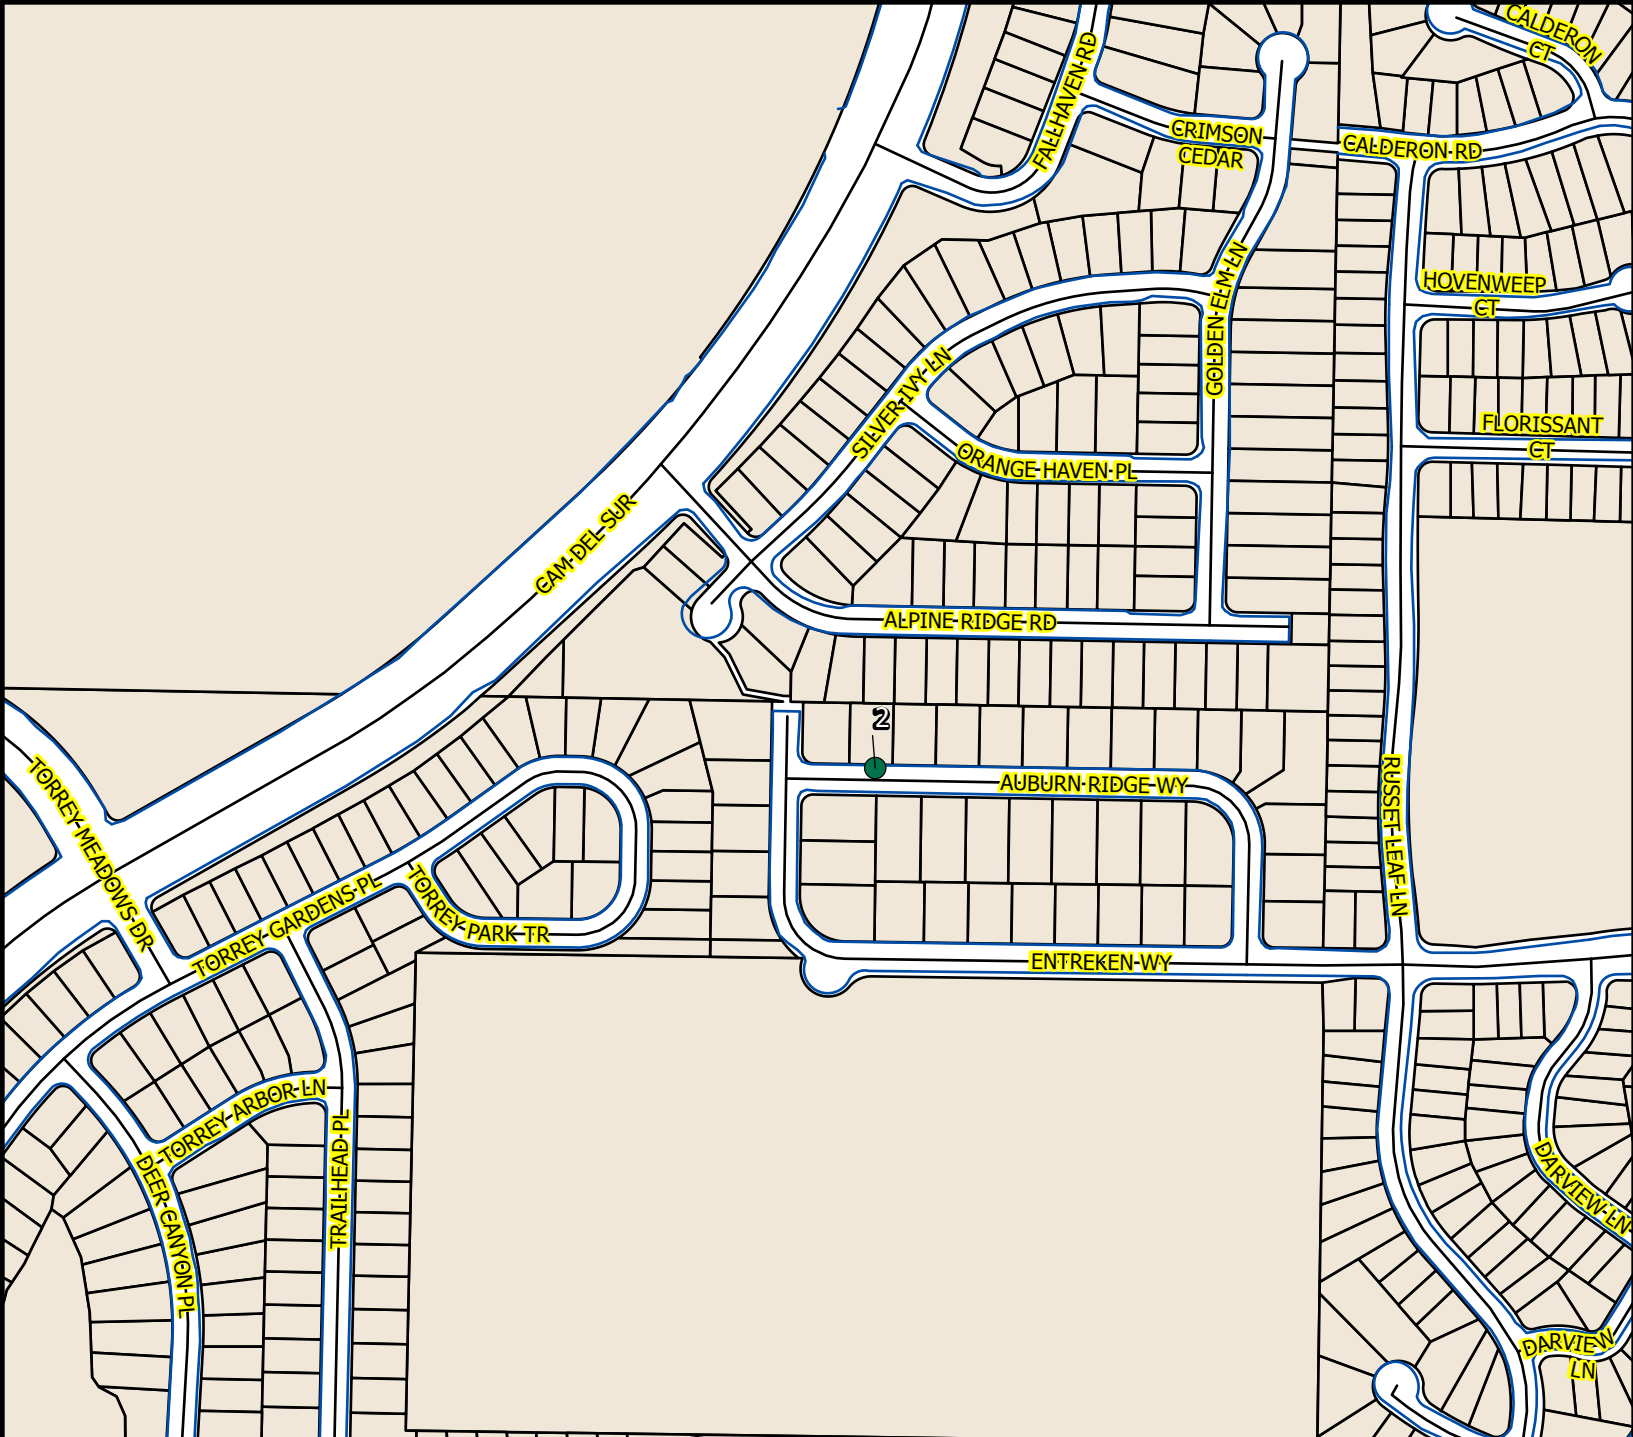 CALDERON
CT
FALLHAVEN RD
CRIMSON
CEDAR
CALDERON RD
GOLDEN ELM LN
HOVENWEEP
CT
SILVER IVY LN
FLORISSANT
CT
ORANGE HAVEN PL
CAM DEL SUR
ALPINE RIDGE RD
2
AUBURN RIDGE WY
RUSSET LEAF LN
TORREY MEADOWS DR
TORREY GARDENS PL
TORREY PARK TR
ENTREKEN WY
TORREY ARBOR LN
TRAILHEAD PL
DEER CANYON PL
DARVIEW LN
DARVIEW
LN